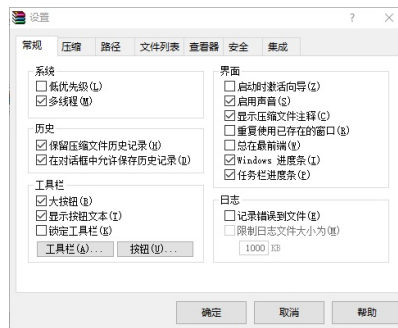 设置
常规 压缩 路径 文件列表 查看器 安全 集成
系统
低优先级(L)
多线程(M)
历史
保留压缩文件历史记录(H)
在对话框中允许保存历史记录(D)
工具栏
大按钮(B)
显示按钮文本(T)
锁定工具栏(K)
工具栏(A)... 按钮(U)...
界面
启动时激活向导(Z)
启用声音(S)
显示压缩文件注释(C)
重复使用已存在的窗口(R)
总在最前端(W)
Windows 进度条(I)
任务栏进度条(P)
日志
记录错误到文件(E)
限制日志文件大小为(M)
1000 KB
确定 取消 帮助